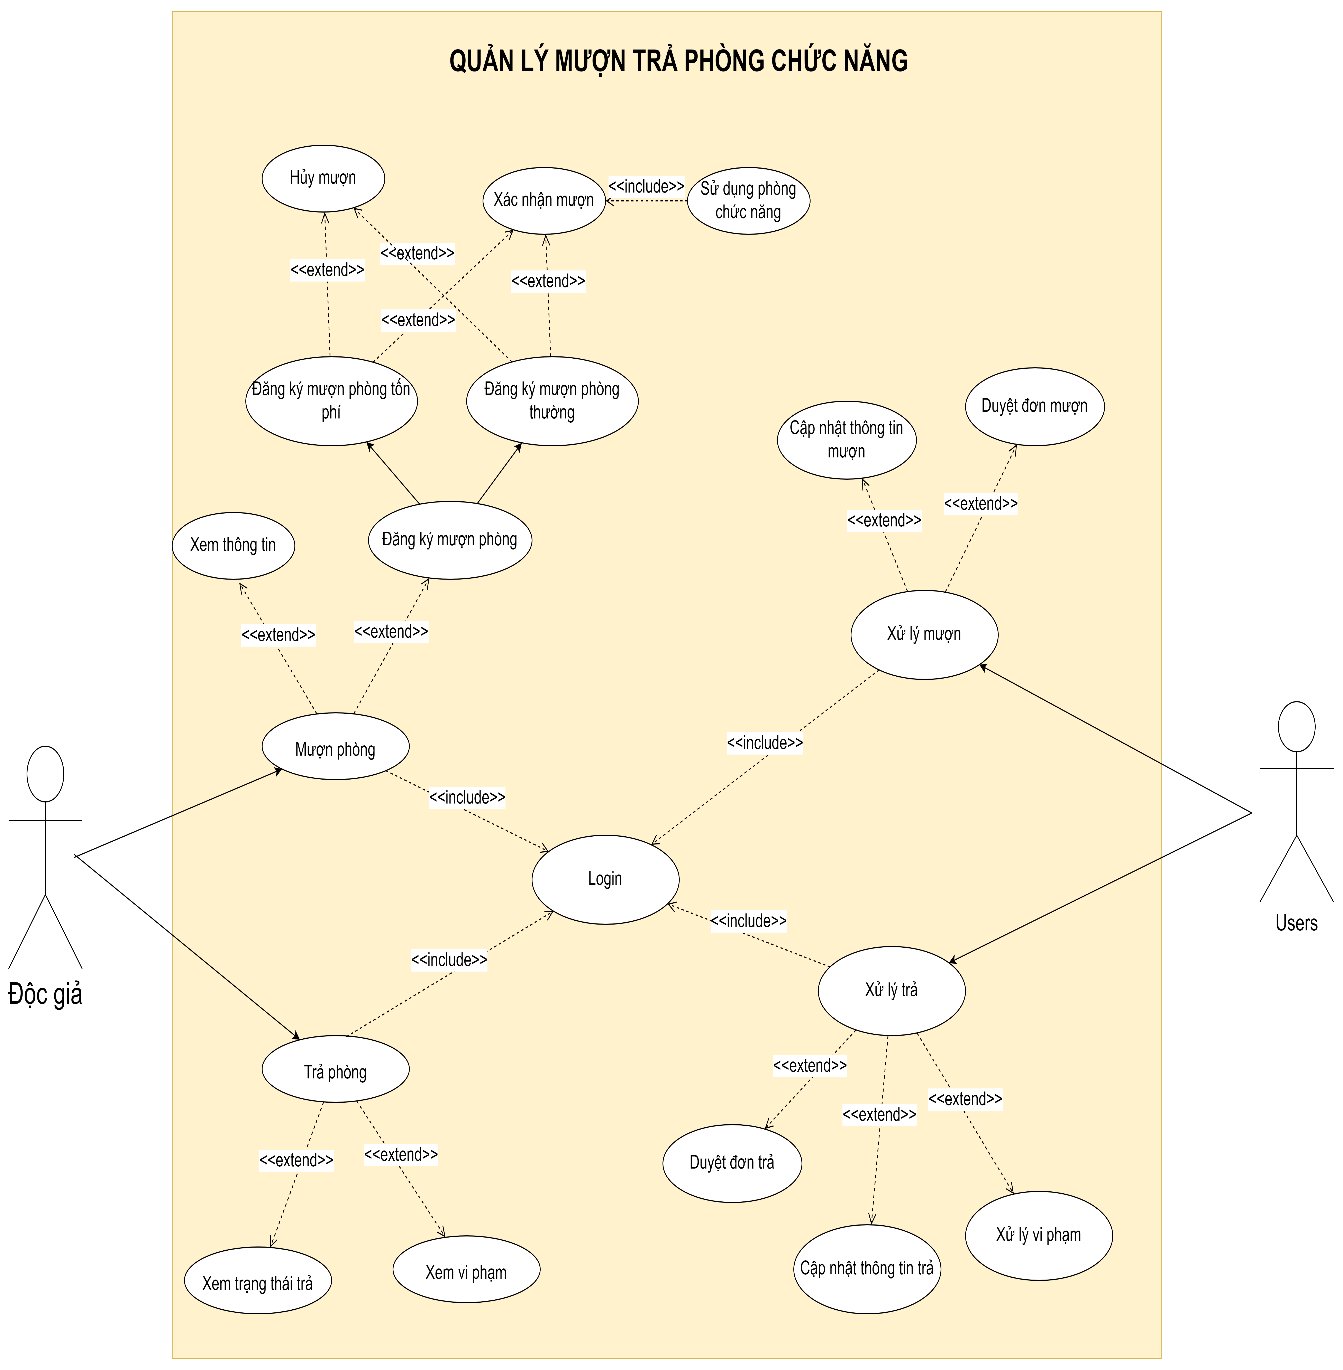 QUẢN LÝ MƯỢN TRẢ PHÒNG CHỨC NĂNG
Hủy mượn
Xác nhận mượn
<<include>>
Sử dụng phòng
chức năng
<<extend>>
<<extend>>
<<extend>>
<<extend>>
Đăng ký mượn phòng tốn
phí
Đăng ký mượn phòng
thường
Cập nhật thông tin
mượn
Duyệt đơn mượn
<<extend>>
<<extend>>
Xem thông tin
Đăng ký mượn phòng
<<extend>>
<<extend>>
Xử lý mượn
Mượn phòng
<<include>>
<<include>>
Login
Độc giả
Users
<<include>>
<<include>>
Xử lý trả
Trả phòng
<<extend>>
<<extend>>
<<extend>>
<<extend>>
<<extend>>
Duyệt đơn trả
Xem trạng thái trả
Xem vi phạm
Cập nhật thông tin trả
Xử lý vi phạm